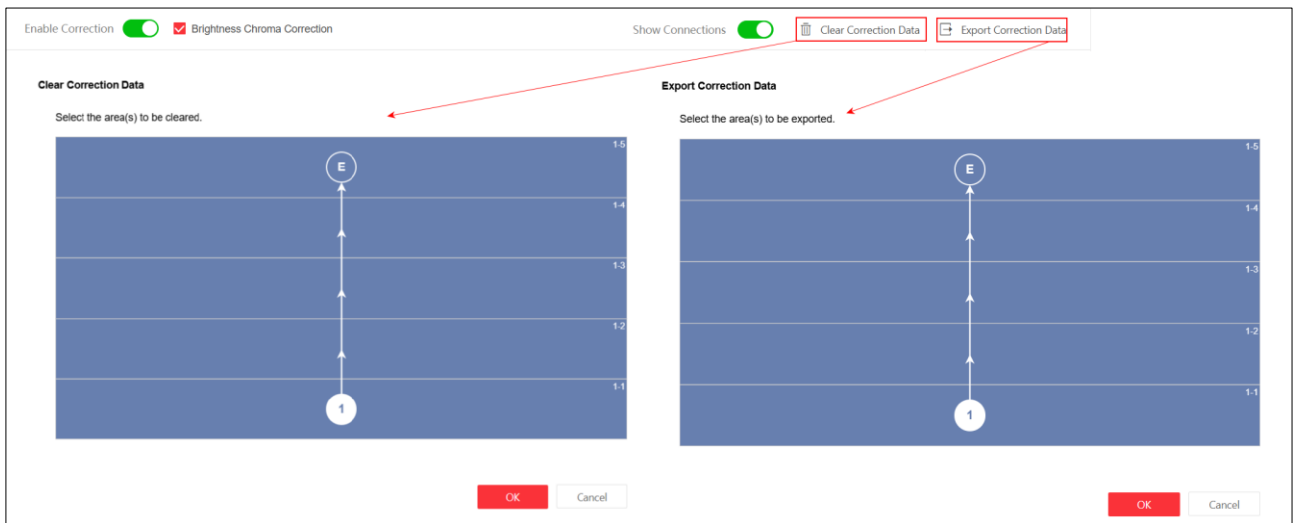 Enable Correction Brightness Chroma Correction Show Connections Clear Correction Data Export Correction Data
Clear Correction Data
Select the area(s) to be cleared.
1-5
E
1-4
1-3
1-2
1-1
1
OK Cancel
Export Correction Data
Select the area(s) to be exported.
1-5
E
1-4
1-3
1-2
1-1
1
OK Cancel